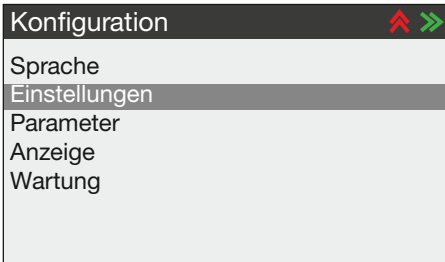 Konfiguration
Sprache
Einstellungen
Parameter
Anzeige
Wartung